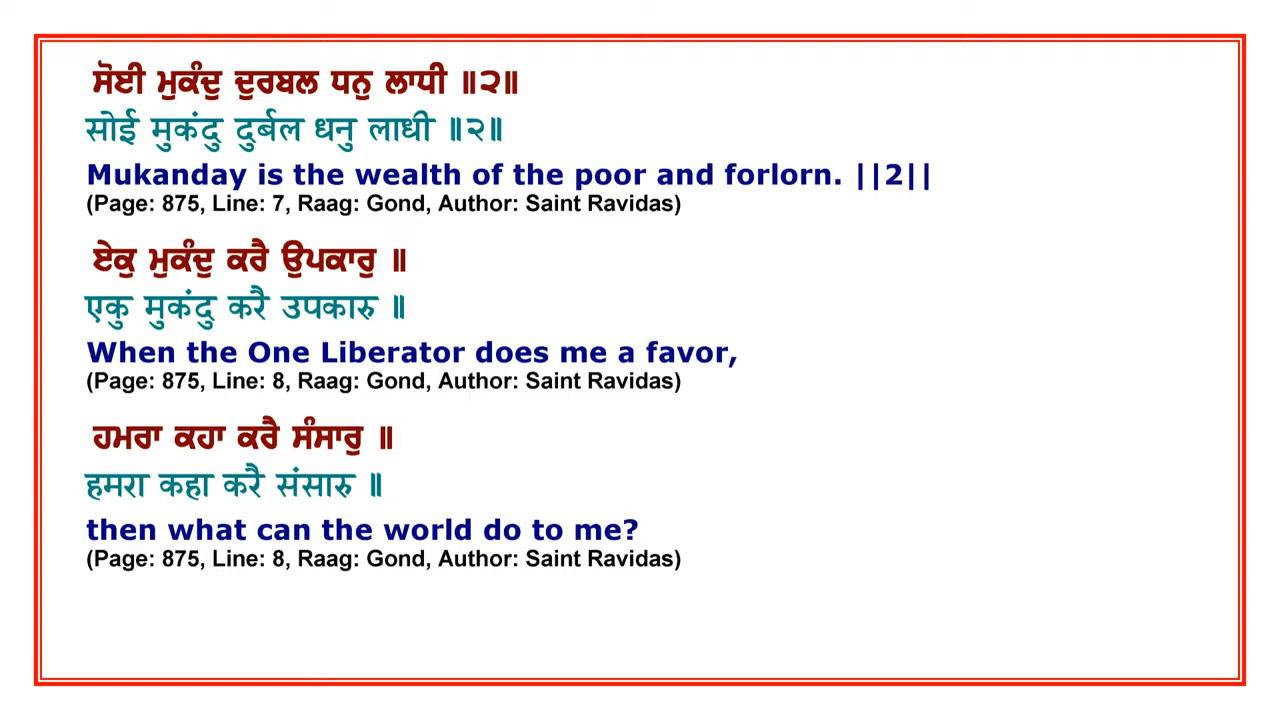 ਸੋਈ ਮੁਕੰਦੁ ਦੁਰਬਲ ਧਨੁ ਲਾਧੀ ॥੨॥
सोई मुकंदु दुर्बल धनु लाधी ॥२॥
Mukanday is the wealth of the poor and forlorn. ||2||
(Page: 875, Line: 7, Raag: Gond, Author: Saint Ravidas)
ਏਕੁ ਮੁਕੰਦੁ ਕਰੈ ਉਪਕਾਰੁ ॥
एकु मुकंदु करै उपकारु ॥
When the One Liberator does me a favor,
(Page: 875, Line: 8, Raag: Gond, Author: Saint Ravidas)
ਹਮਰਾ ਕਹਾ ਕਰੈ ਸੰਸਾਰੁ ॥
हमरा कहा करै संसारु ॥
then what can the world do to me?
(Page: 875, Line: 8, Raag: Gond, Author: Saint Ravidas)